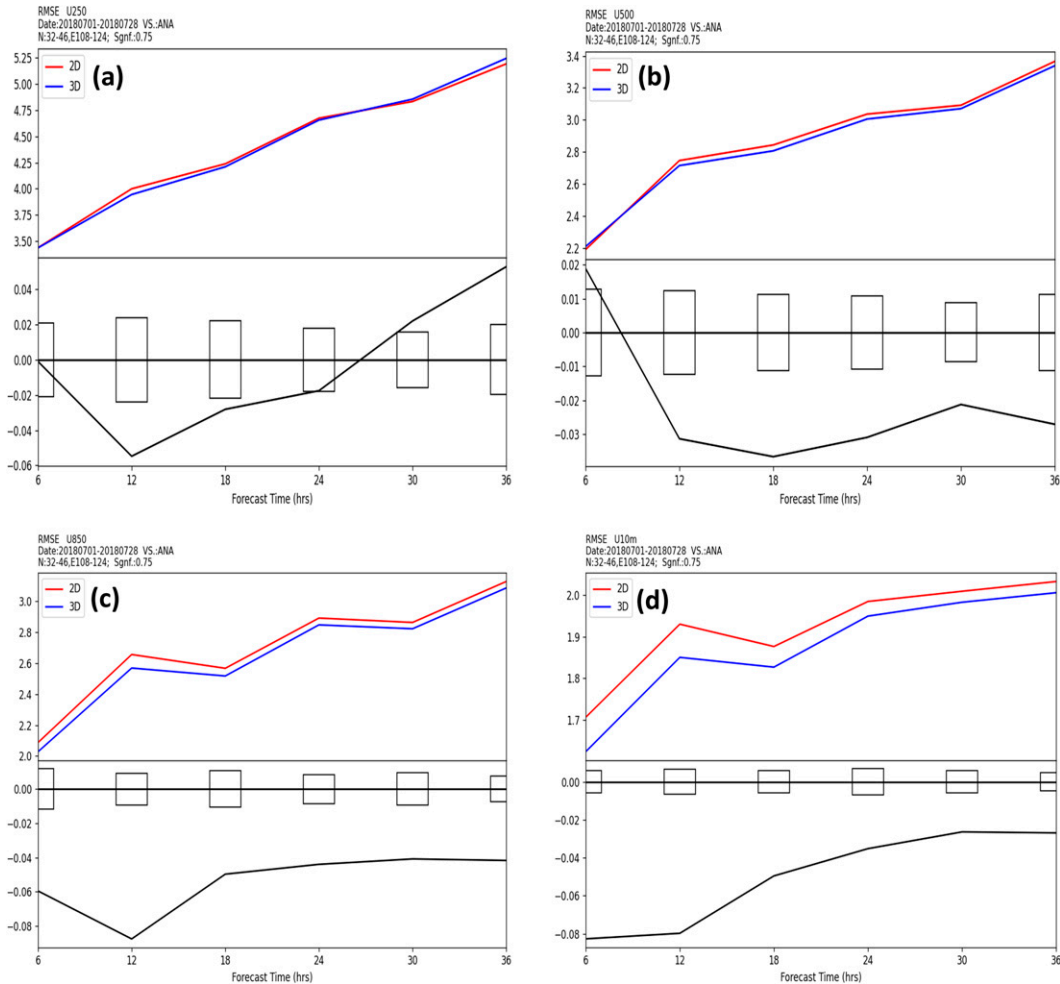 RMSE U250
Date:20180701-20180728 VS.:ANA
N:32-46,E108-124; Sgnf.:0.75
(a)
2D
3D
5.25
5.00
4.75
4.50
4.25
4.00
3.75
3.50
0.04
0.02
0.00
−0.02
−0.04
−0.06
6 12 18 24 30 36
Forecast Time (hrs)
RMSE U500
Date:20180701-20180728 VS.:ANA
N:32-46,E108-124; Sgnf.:0.75
(b)
2D
3D
3.4
3.2
3.0
2.8
2.6
2.4
2.2
0.02
0.01
0.00
−0.01
−0.02
−0.03
6 12 18 24 30 36
Forecast Time (hrs)
RMSE U850
Date:20180701-20180728 VS.:ANA
N:32-46,E108-124; Sgnf.:0.75
(c)
2D
3D
3.0
2.8
2.6
2.4
2.2
2.0
0.00
−0.02
−0.04
−0.06
−0.08
6 12 18 24 30 36
Forecast Time (hrs)
RMSE U10m
Date:20180701-20180728 VS.:ANA
N:32-46,E108-124; Sgnf.:0.75
(d)
2D
3D
2.0
1.9
1.8
1.7
0.00
−0.02
−0.04
−0.06
−0.08
6 12 18 24 30 36
Forecast Time (hrs)